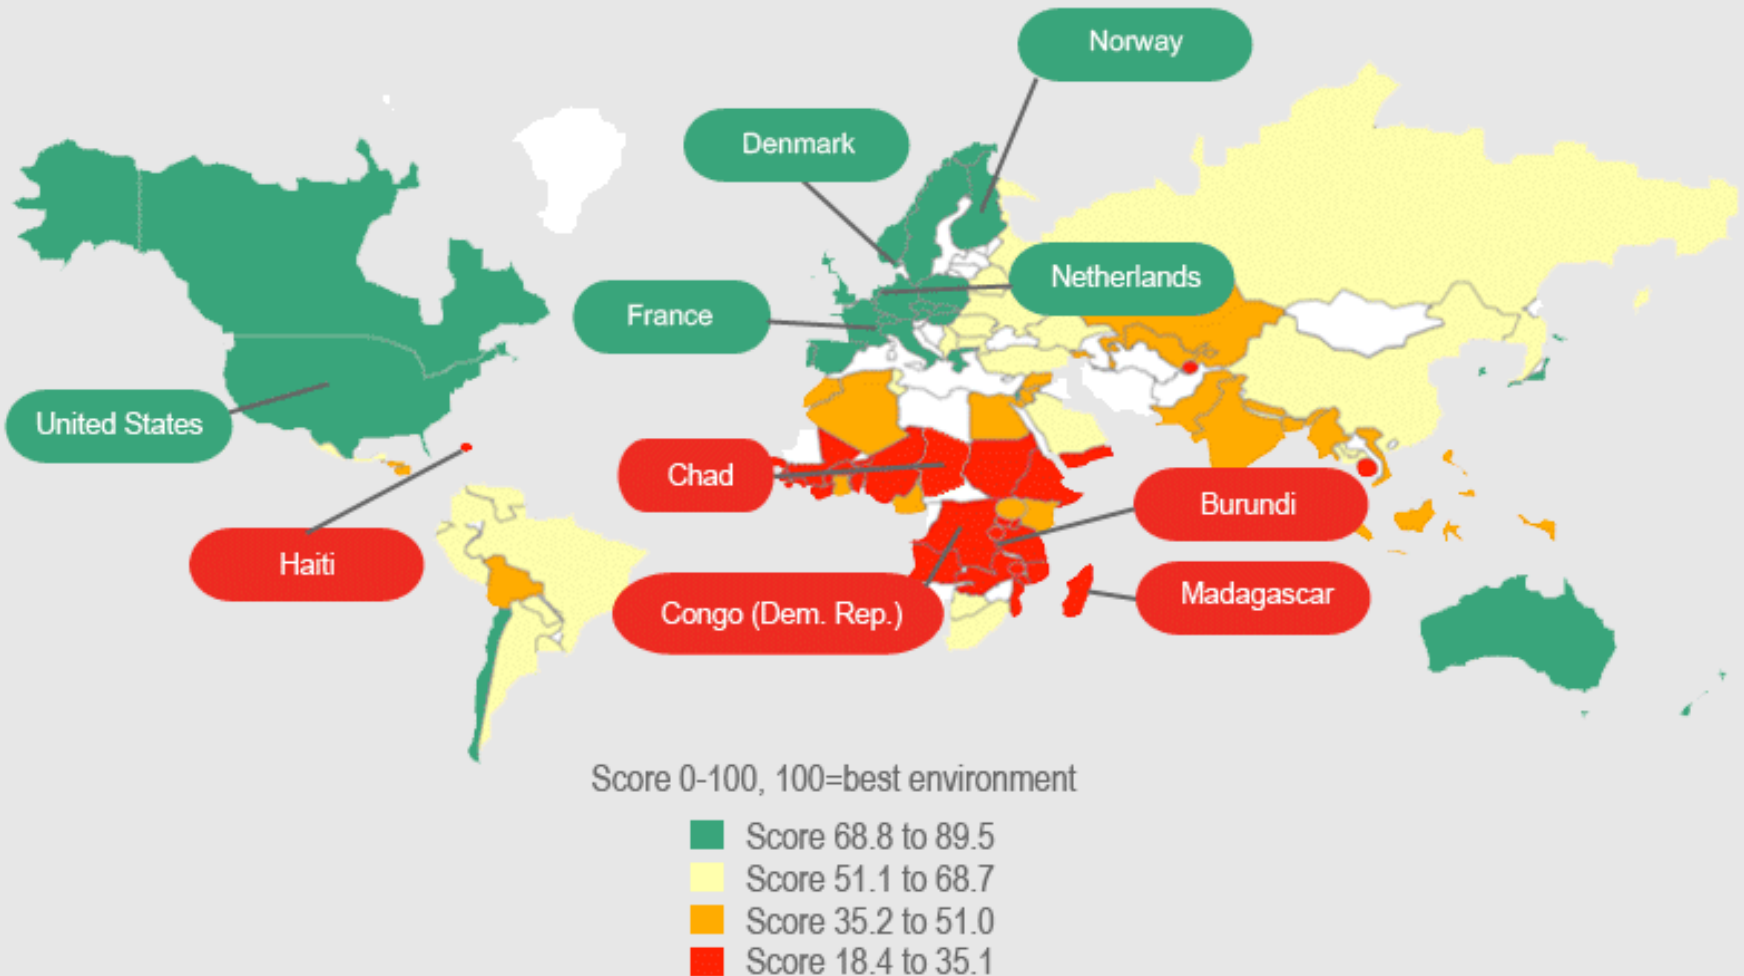 Norway
Denmark
Netherlands
France
United States
Chad
Burundi
Haiti
Madagascar
Congo (Dem. Rep.)
Score 0-100, 100=best environment
Score 68.8 to 89.5
Score 51.1 to 68.7
Score 35.2 to 51.0
Score 18.4 to 35.1